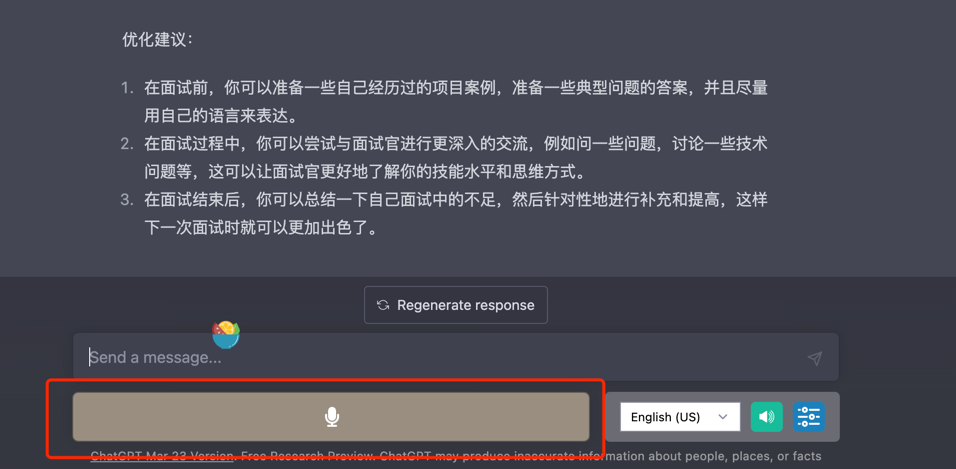 优化建议：
1. 在面试前，你可以准备一些自己经历过的项目案例，准备一些典型问题的答案，并且尽量
用自己的语言来表达。
2. 在面试过程中，你可以尝试与面试官进行更深入的交流，例如问一些问题，讨论一些技术
问题等，这可以让面试官更好地了解你的技能水平和思维方式。
3. 在面试结束后，你可以总结一下自己面试中的不足，然后针对性地进行补充和提高，这样
下一次面试时就可以更加出色了。
Regenerate response
Send a message...
English (US)
ChatGPT Mar 23 Version. Free Research Preview. ChatGPT may produce inaccurate information about people, places, or facts